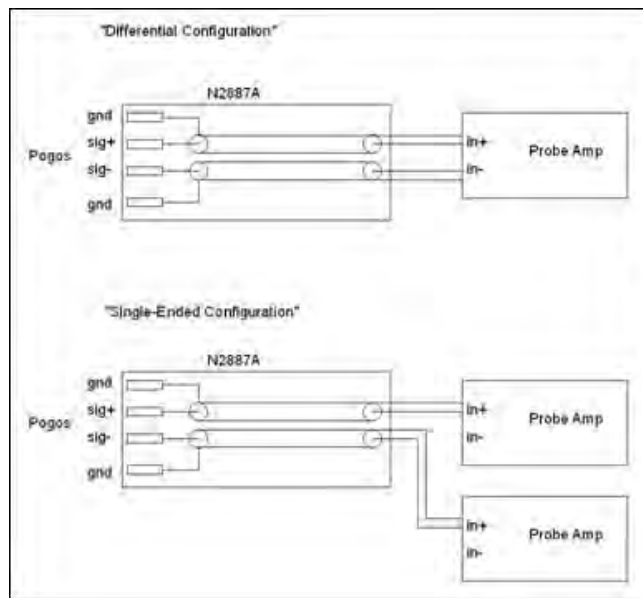 "Differential Configuration"
N2887A
gnd
sig+
Pogos
sig-
gnd
in+
in-
Probe Amp
"Single-Ended Configuration"
N2887A
gnd
sig+
Pogos
sig-
gnd
in+
in-
Probe Amp
in+
in-
Probe Amp